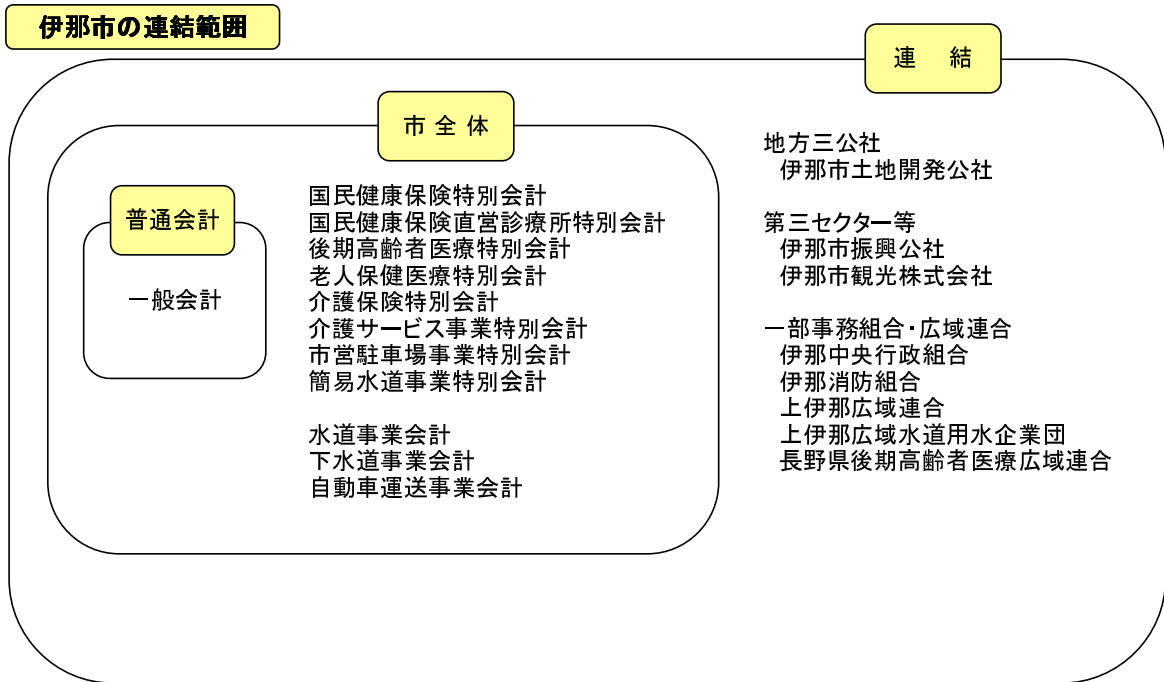 伊那市の連結範囲
連　結
市 全 体
普通会計
一般会計
国民健康保険特別会計
国民健康保険直営診療所特別会計
後期高齢者医療特別会計
老人保健医療特別会計
介護保険特別会計
介護サービス事業特別会計
市営駐車場事業特別会計
簡易水道事業特別会計
水道事業会計
下水道事業会計
自動車運送事業会計
地方三公社
伊那市土地開発公社
第三セクター等
伊那市振興公社
伊那市観光株式会社
一部事務組合・広域連合
伊那中央行政組合
伊那消防組合
上伊那広域連合
上伊那広域水道用水企業団
長野県後期高齢者医療広域連合